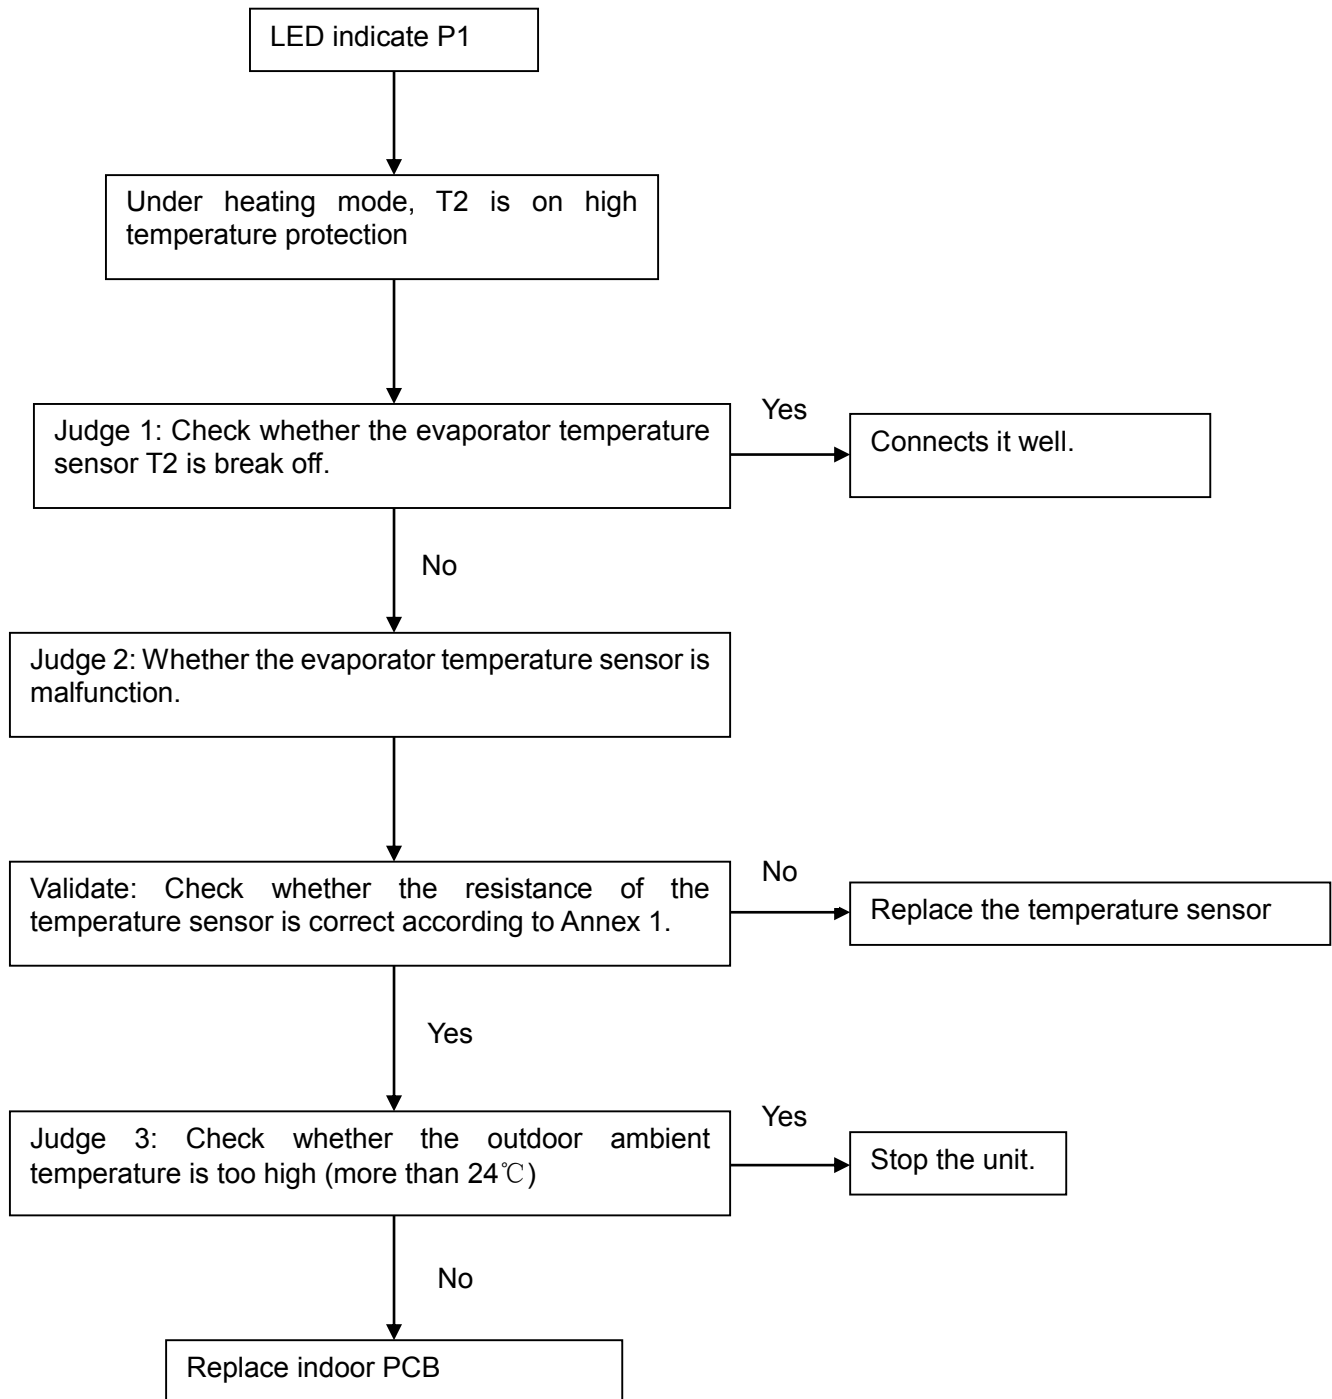 LED indicate P1
Under heating mode, T2 is on high
temperature protection
Yes
Judge 1: Check whether the evaporator temperature
sensor T2 is break off.
Connects it well.
No
Judge 2: Whether the evaporator temperature sensor is
malfunction.
No
Validate: Check whether the resistance of the
temperature sensor is correct according to Annex 1.
Replace the temperature sensor
Yes
Yes
Judge 3: Check whether the outdoor ambient
temperature is too high (more than 24℃)
Stop the unit.
No
Replace indoor PCB